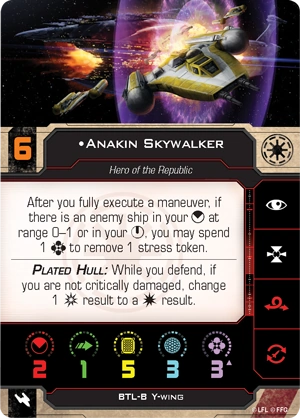 6
•Anakin Skywalker
Hero of the Republic
After you fully execute a maneuver, if
there is an enemy ship in your at
range 0–1 or in your , you may spend
1 to remove 1 stress token.
Plated Hull: While you defend, if
you are not critically damaged, change
1 result to a result.
2 1 5 3 3
BTL-B Y-wing
©LFL ©FFG